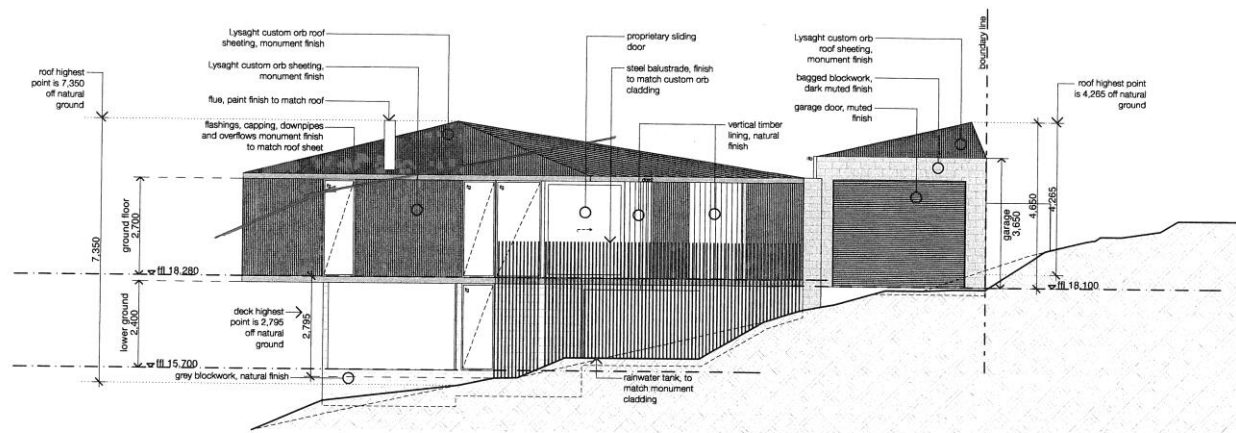 Lysaght custom orb roof
sheeting, monument finish
Lysaght custom orb sheeting,
monument finish
roof highest
point is 7,350
off natural
ground
flue, paint finish to match roof
flashings, capping, downpipes
and overflows monument finish
to match roof sheet
proprietary sliding
door
steel balustrade, finish
to match custom orb
cladding
vertical timber
lining, natural
finish
Lysaght custom orb
roof sheeting,
monument finish
bagged blockwork,
dark muted finish
garage door, muted
finish
boundary line
roof highest point
is 4,265 off natural
ground
7,350
ground floor
2,700
ffl 18.280
lower ground
2,400
deck highest
point is 2,795
off natural
ground
2,795
ffl 15.700
grey blockwork, natural finish
rainwater tank, to
match monument
cladding
garage
3,650
4,650
4,265
ffl 18.100